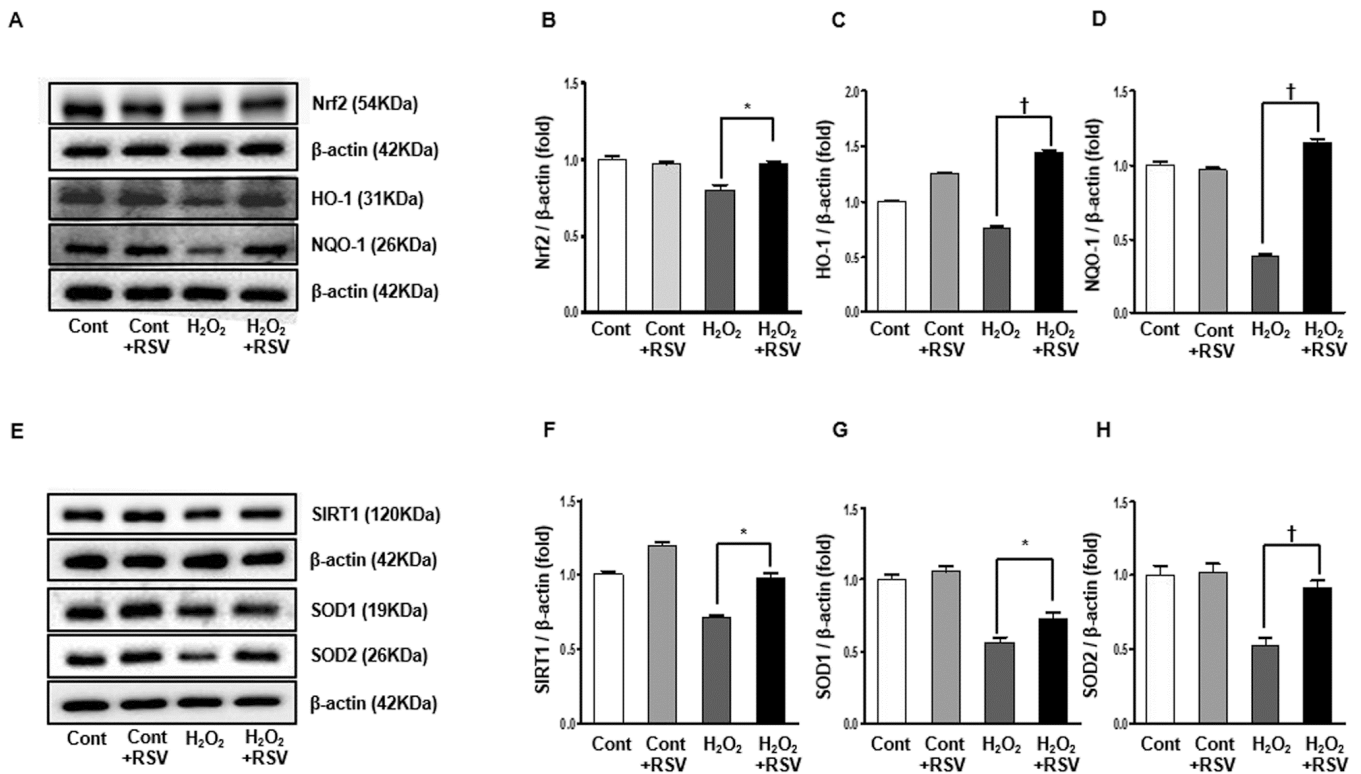 A
Nrf2 (54KDa)
β-actin (42KDa)
HO-1 (31KDa)
NQO-1 (26KDa)
β-actin (42KDa)
Cont
Cont
+RSV
H₂O₂
H₂O₂
+RSV
B
Nrf2 / β-actin (fold)
1.5
1.0
0.5
0.0
*
Cont
Cont
+RSV
H₂O₂
H₂O₂
+RSV
C
HO-1 / β-actin (fold)
2.0
1.5
1.0
0.5
0.0
†
Cont
Cont
+RSV
H₂O₂
H₂O₂
+RSV
D
NQO-1 / β-actin (fold)
1.5
1.0
0.5
0.0
†
Cont
Cont
+RSV
H₂O₂
H₂O₂
+RSV
E
SIRT1 (120KDa)
β-actin (42KDa)
SOD1 (19KDa)
SOD2 (26KDa)
β-actin (42KDa)
Cont
Cont
+RSV
H₂O₂
H₂O₂
+RSV
F
SIRT1 / β-actin (fold)
1.5
1.0
0.5
0.0
*
Cont
Cont
+RSV
H₂O₂
H₂O₂
+RSV
G
SOD1 / β-actin (fold)
1.5
1.0
0.5
0.0
*
Cont
Cont
+RSV
H₂O₂
H₂O₂
+RSV
H
SOD2 / β-actin (fold)
1.5
1.0
0.5
0.0
†
Cont
Cont
+RSV
H₂O₂
H₂O₂
+RSV